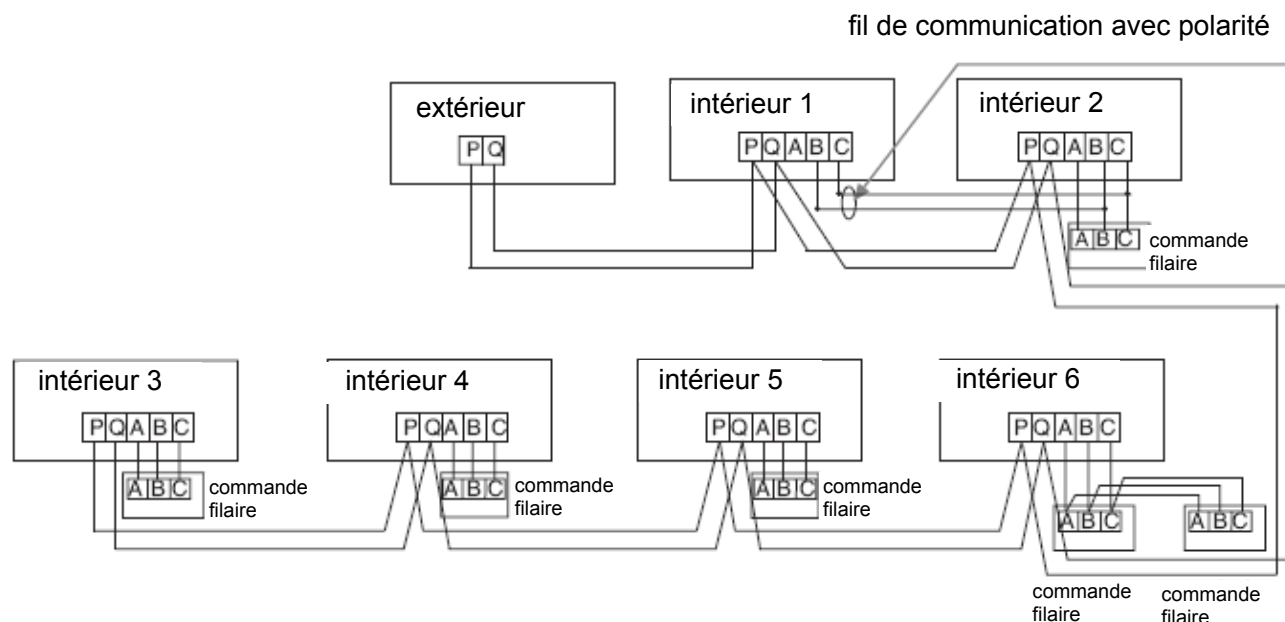 fil de communication avec polarité
extérieur
P Q
intérieur 1
P Q A B C
intérieur 2
P Q A B C
A B C
commande
filaire
intérieur 3
P Q A B C
A B C
commande
filaire
intérieur 4
P Q A B C
A B C
commande
filaire
intérieur 5
P Q A B C
A B C
commande
filaire
intérieur 6
P Q A B C
A B C
A B C
commande
filaire
commande
filaire